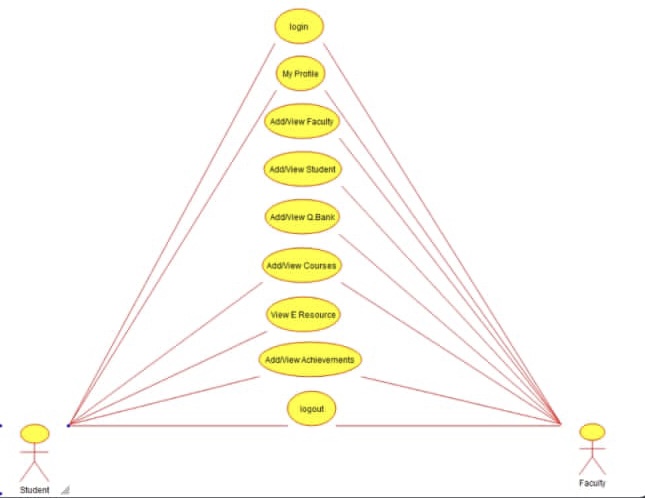 login
My Profile
Add/View Faculty
Add/View Student
Add/View Q.Bank
Add/View Courses
View E Resource
Add/View Achievements
logout
Student
Faculty